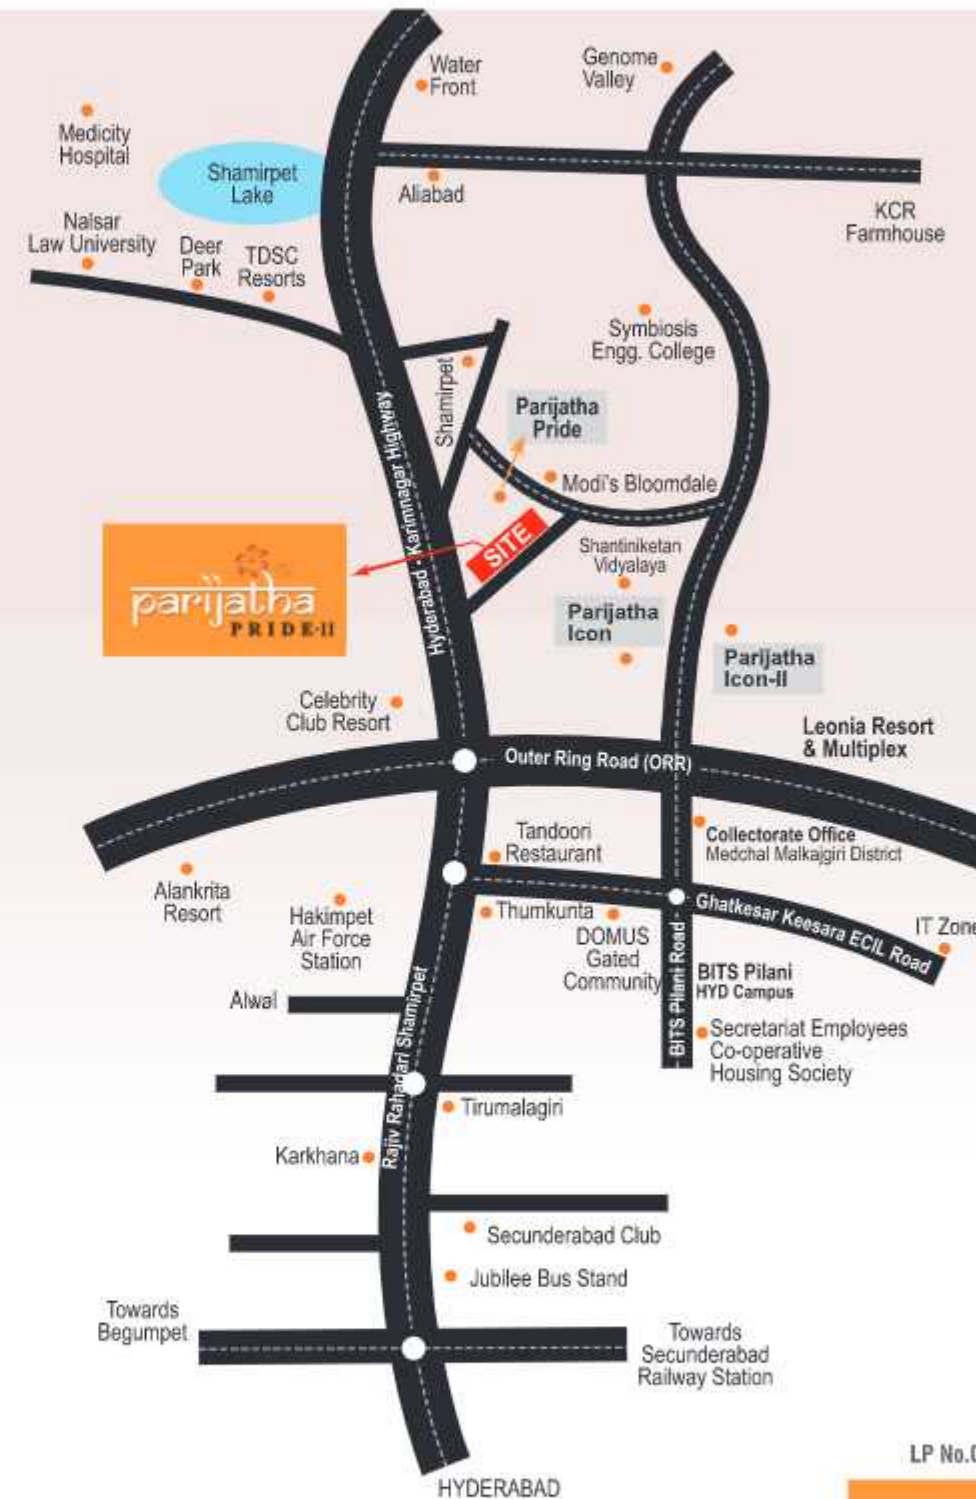 Water
Front
Genome
Valley
Medicity
Hospital
Shamirpet
Lake
Aliabad
KCR
Farmhouse
Nalsar
Law University
Deer
Park
TDSC
Resorts
Symbiosis
Engg. College
Shamirpet
Parijatha
Pride
Hyderabad - Karimnagar Highway
Modi's Bloomdale
SITE
Shantiniketan
Vidyalaya
parijatha
PRIDE-II
Parijatha
Icon
Parijatha
Icon-II
Celebrity
Club Resort
Leonia Resort
& Multiplex
Outer Ring Road (ORR)
Tandoori
Restaurant
Collectorate Office
Medchal Malkajgiri District
Alankrita
Resort
Hakimpet
Air Force
Station
Thumkunta
DOMUS
Gated
Community
Ghatkesar Keesara ECIL Road
IT Zone
BITS Pilani Road
BITS Pilani
HYD Campus
Alwal
Rajiv Rahadari Shamirpet
Secretariat Employees
Co-operative
Housing Society
Tirumalagiri
Karkhana
Secunderabad Club
Jubilee Bus Stand
Towards
Begumpet
Towards
Secunderabad
Railway Station
LP No.
HYDERABAD